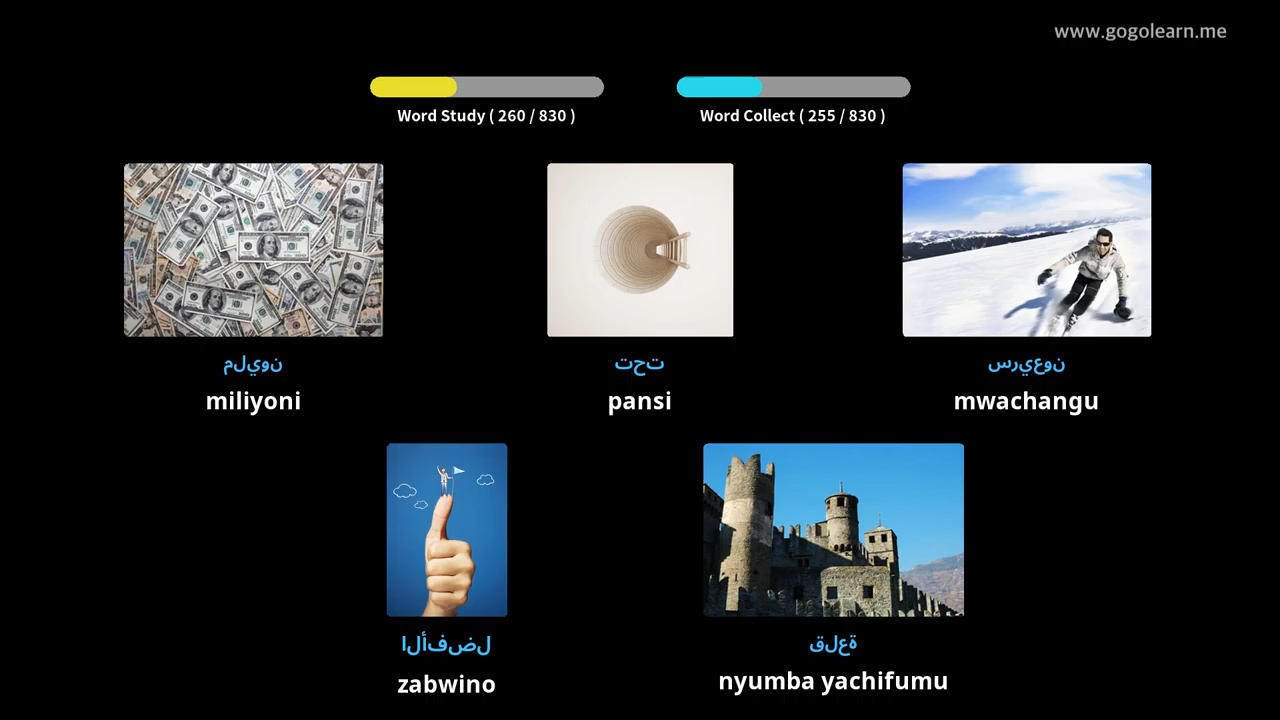 www.gogolearn.me
Word Study ( 260 / 830 )
Word Collect ( 255 / 830 )
مليون
miliyoni
تحت
pansi
سريعون
mwachangu
الأفضل
zabwino
قلعة
nyumba yachifumu